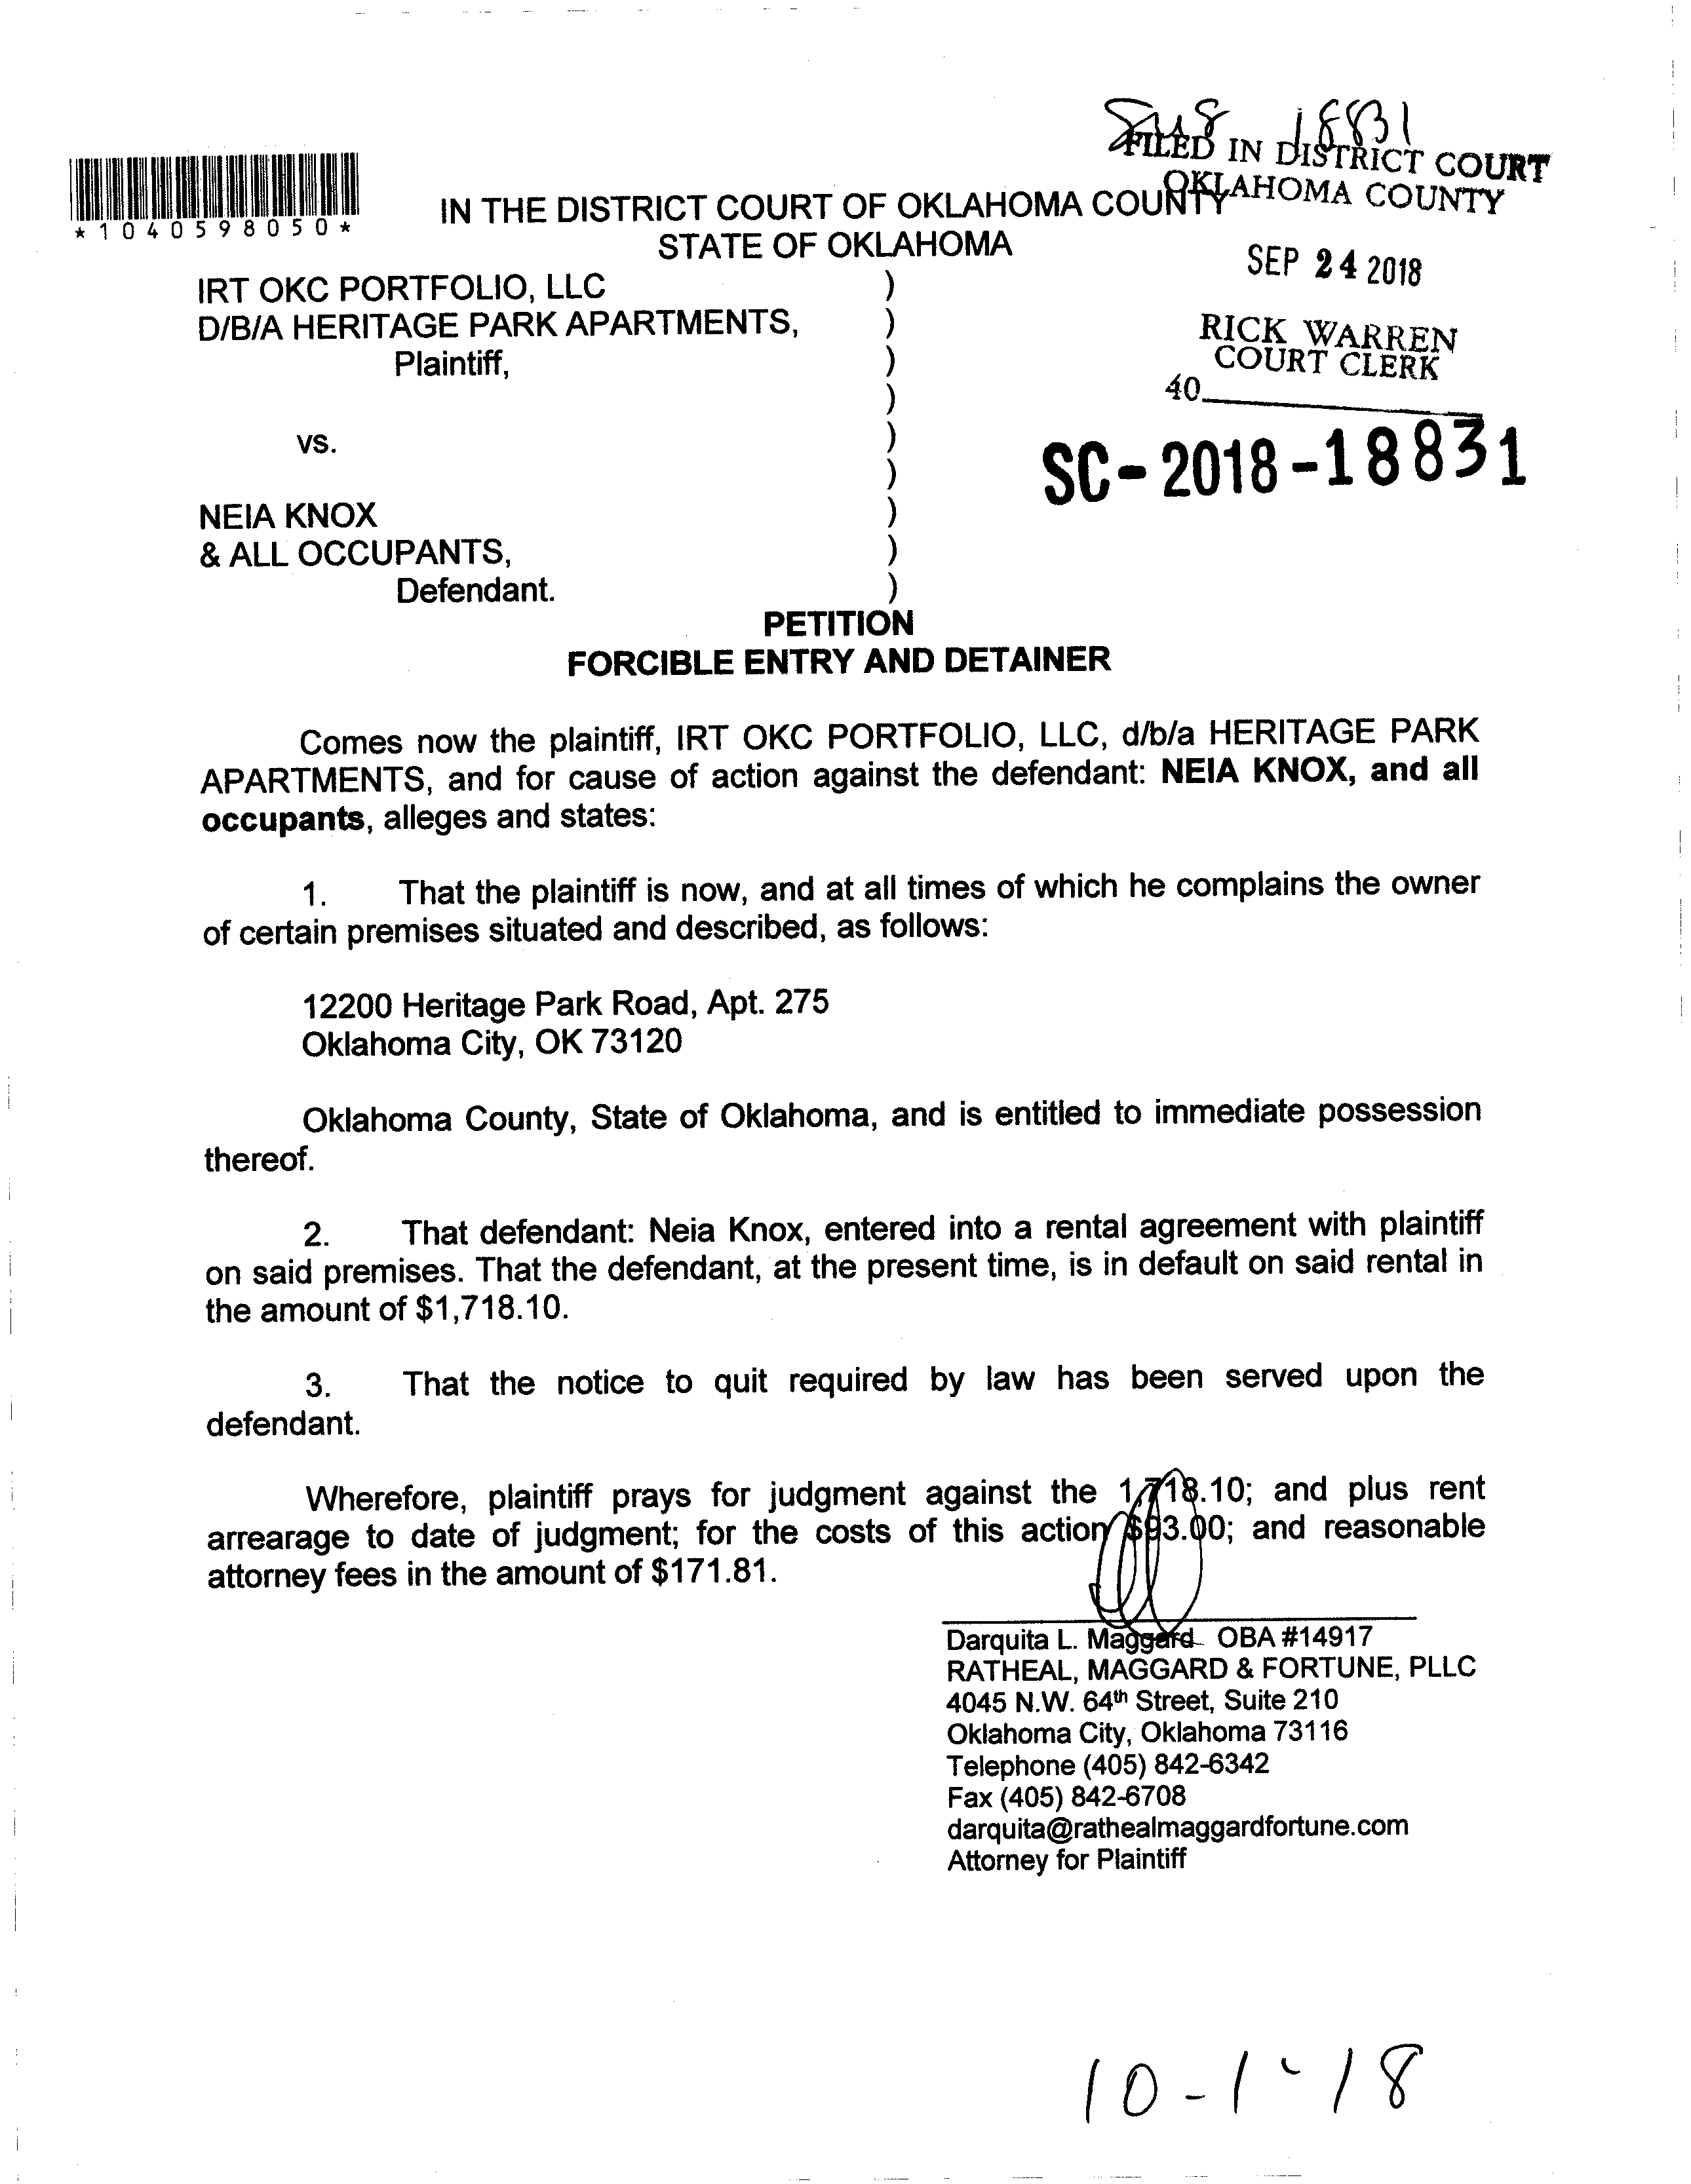 18831
FILED IN DISTRICT COURT
OKLAHOMA COUNTY
*1040598050*
IN THE DISTRICT COURT OF OKLAHOMA COUNTY
STATE OF OKLAHOMA
SEP 24 2018
IRT OKC PORTFOLIO, LLC )
D/B/A HERITAGE PARK APARTMENTS, )
Plaintiff, )
)
RICK WARREN
COURT CLERK
40
vs. )
)
SC-2018-18831
NEIA KNOX )
& ALL OCCUPANTS, )
Defendant. )
PETITION
FORCIBLE ENTRY AND DETAINER
Comes now the plaintiff, IRT OKC PORTFOLIO, LLC, d/b/a HERITAGE PARK
APARTMENTS, and for cause of action against the defendant: NEIA KNOX, and all
occupants, alleges and states:
1. That the plaintiff is now, and at all times of which he complains the owner
of certain premises situated and described, as follows:
12200 Heritage Park Road, Apt. 275
Oklahoma City, OK 73120
Oklahoma County, State of Oklahoma, and is entitled to immediate possession
thereof.
2. That defendant: Neia Knox, entered into a rental agreement with plaintiff
on said premises. That the defendant, at the present time, is in default on said rental in
the amount of $1,718.10.
3. That the notice to quit required by law has been served upon the
defendant.
Wherefore, plaintiff prays for judgment against the 1,718.10; and plus rent
arrearage to date of judgment; for the costs of this action $93.00; and reasonable
attorney fees in the amount of $171.81.
Darquita L. Maggard OBA #14917
RATHEAL, MAGGARD & FORTUNE, PLLC
4045 N.W. 64th Street, Suite 210
Oklahoma City, Oklahoma 73116
Telephone (405) 842-6342
Fax (405) 842-6708
darquita@rathealmaggardfortune.com
Attorney for Plaintiff
10-1-18